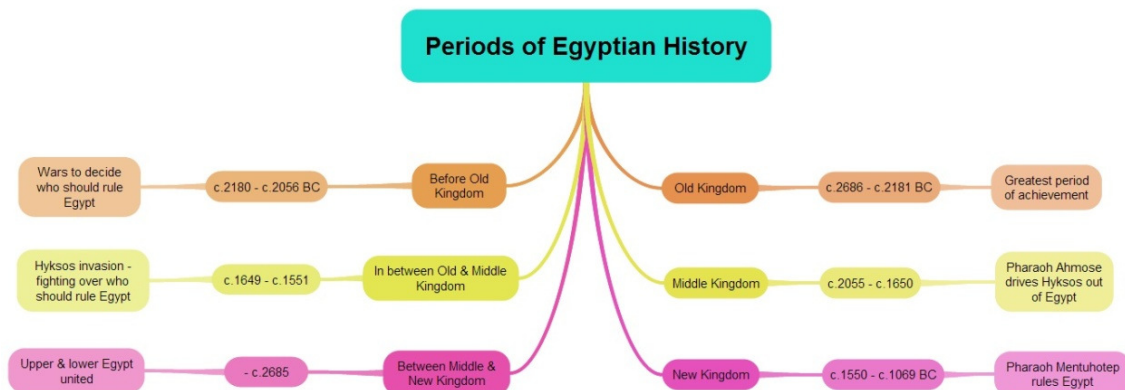 Periods of Egyptian History
Wars to decide
who should rule
Egypt
c.2180 - c.2056 BC
Before Old
Kingdom
Old Kingdom
c.2686 - c.2181 BC
Greatest period
of achievement
Hyksos invasion -
fighting over who
should rule Egypt
c.1649 - c.1551
In between Old & Middle
Kingdom
Middle Kingdom
c.2055 - c.1650
Pharaoh Ahmose
drives Hyksos out
of Egypt
Upper & lower Egypt
united
- c.2685
Between Middle &
New Kingdom
New Kingdom
c.1550 - c.1069 BC
Pharaoh Mentuhotep
rules Egypt